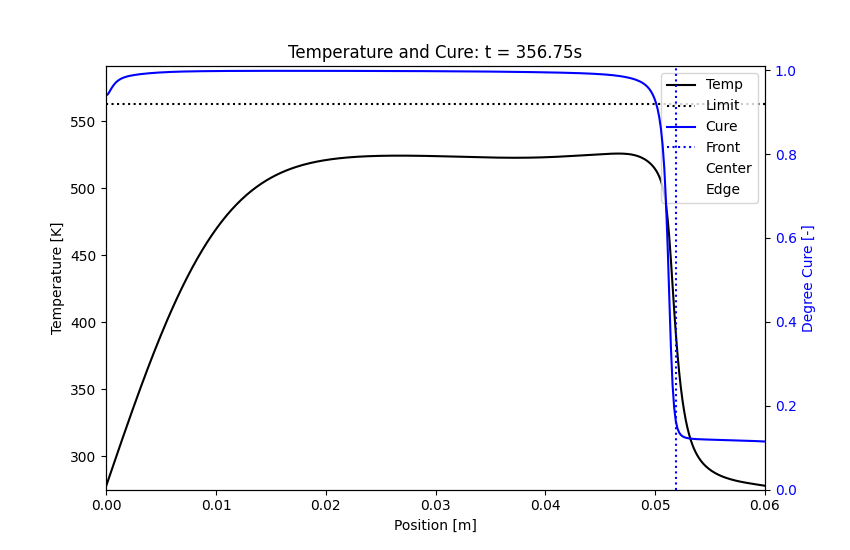 Temperature and Cure: t = 356.75s
Temp
Limit
Cure
Front
Center
Edge
Temperature [K]
550
500
450
400
350
300
Degree Cure [-]
1.0
0.8
0.6
0.4
0.2
0.0
0.00 0.01 0.02 0.03 0.04 0.05 0.06
Position [m]